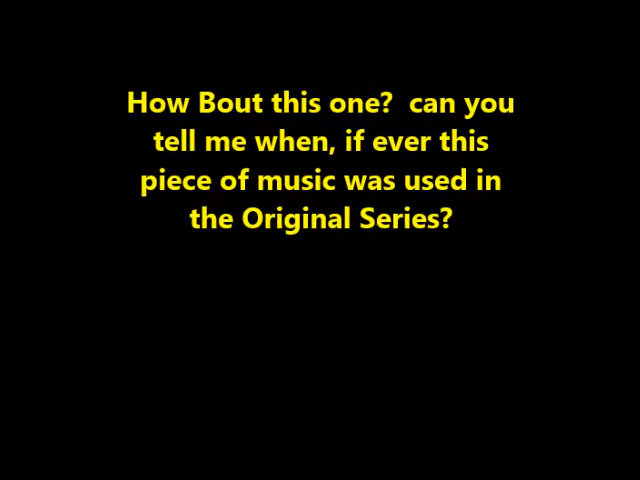 How Bout this one?  can you
tell me when, if ever this
piece of music was used in
the Original Series?